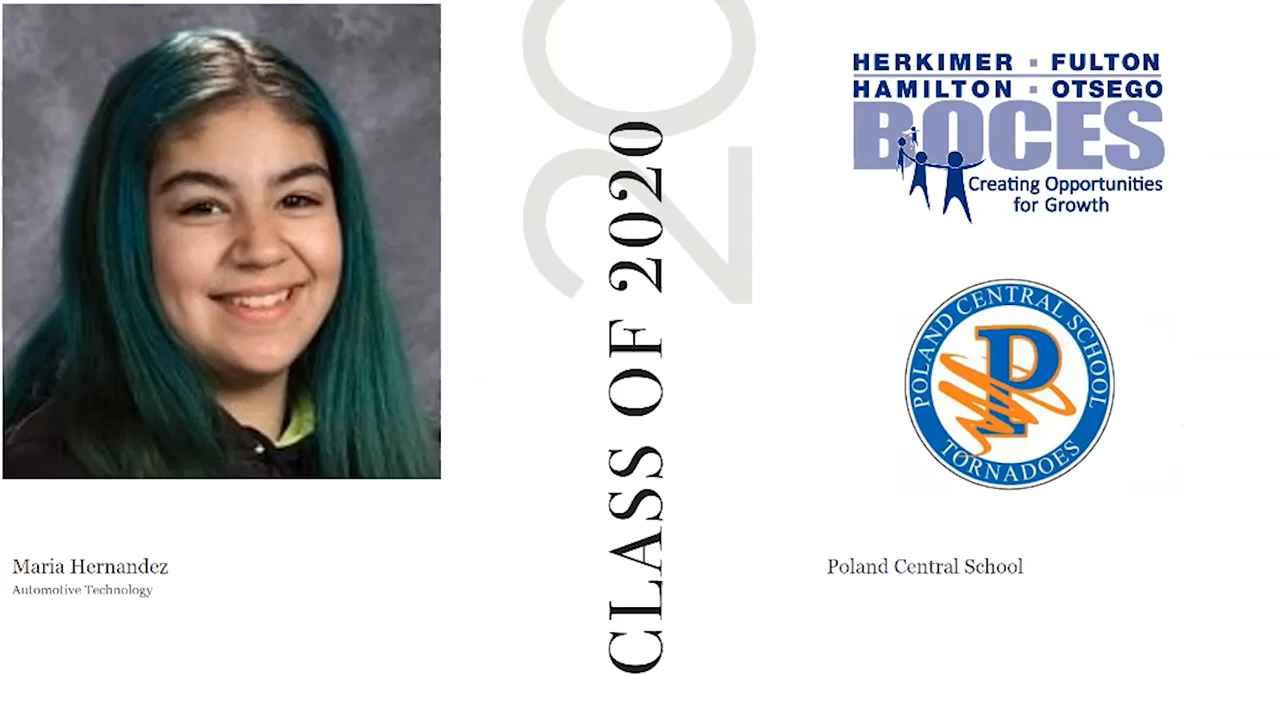 20
CLASS OF 2020
HERKIMER ▪ FULTON
HAMILTON ▪ OTSEGO
BOCES
Creating Opportunities
for Growth
POLAND CENTRAL SCHOOL
P
TORNADOES
Maria Hernandez
Automotive Technology
Poland Central School